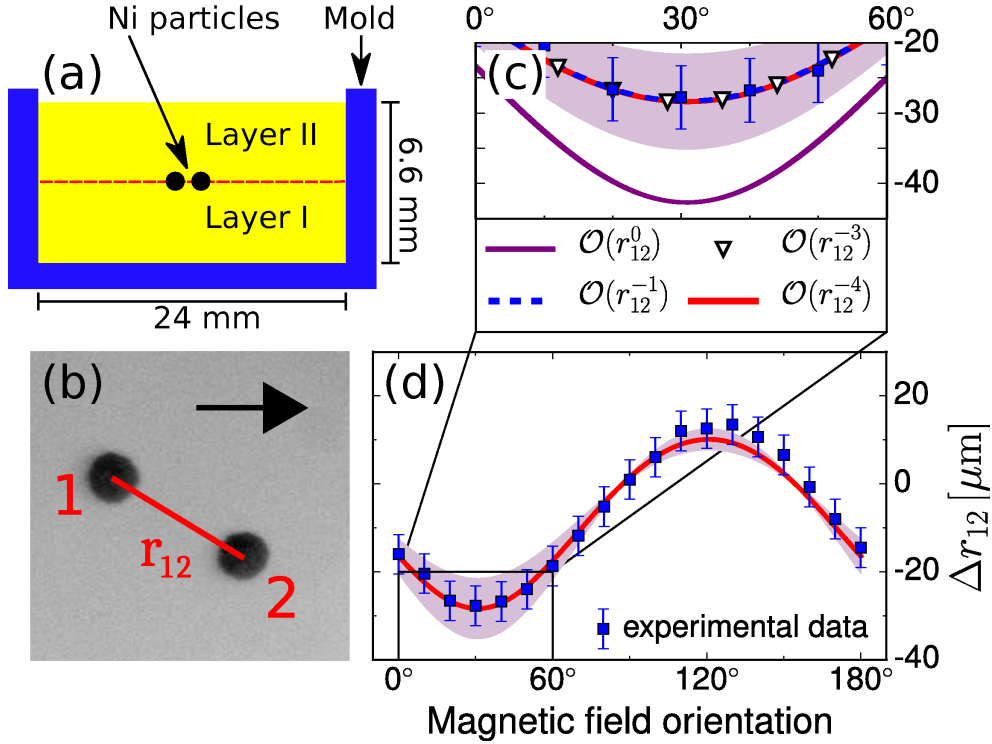 Ni particles
Mold
(a)
Layer II
Layer I
6.6 mm
24 mm
(b)
1
r12
2
0°
30°
60°
(c)
-20
-30
-40
𝒪(r₁₂⁰)
𝒪(r₁₂⁻³)
𝒪(r₁₂⁻¹)
𝒪(r₁₂⁻⁴)
(d)
20
0
-20
-40
Δr₁₂ [μm]
experimental data
0°
60°
120°
180°
Magnetic field orientation